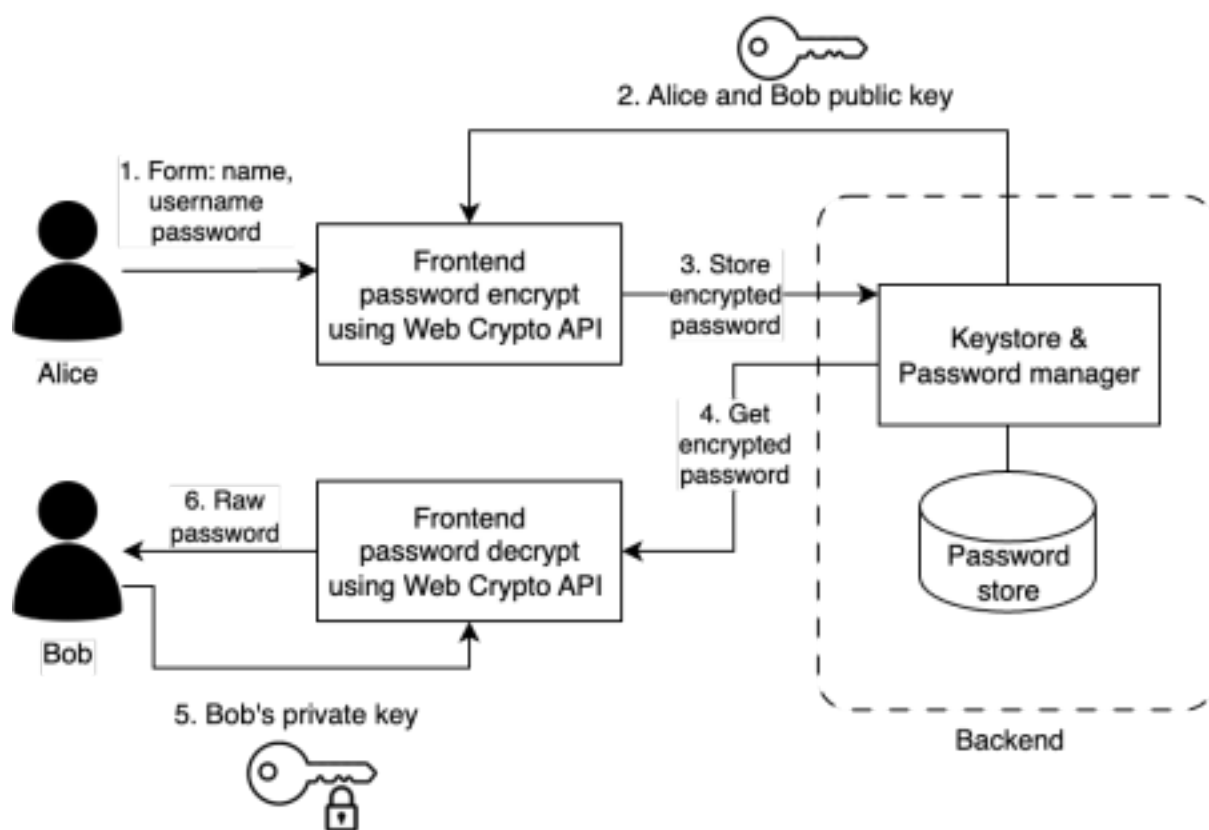 2. Alice and Bob public key
1. Form: name,
username
password
Frontend
password encrypt
using Web Crypto API
3. Store
encrypted
password
Keystore &
Password manager
Alice
4. Get
encrypted
password
6. Raw
password
Frontend
password decrypt
using Web Crypto API
Password
store
Bob
5. Bob's private key
Backend